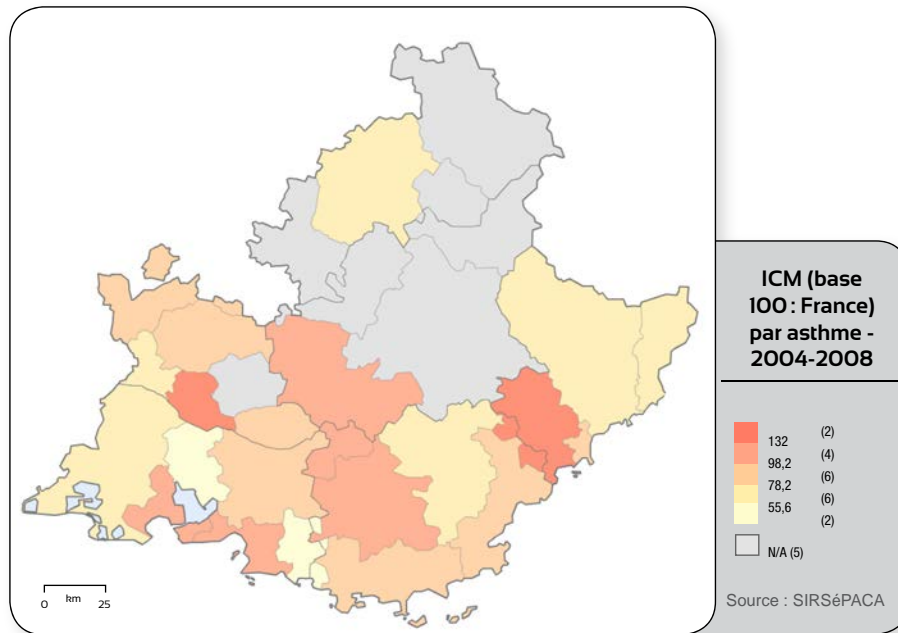 ICM (base
100 : France)
par asthme -
2004-2008
(2)
132
(4)
98,2
(6)
78,2
(6)
55,6
(2)
N/A (5)
Source : SIRSéPACA
0 km 25